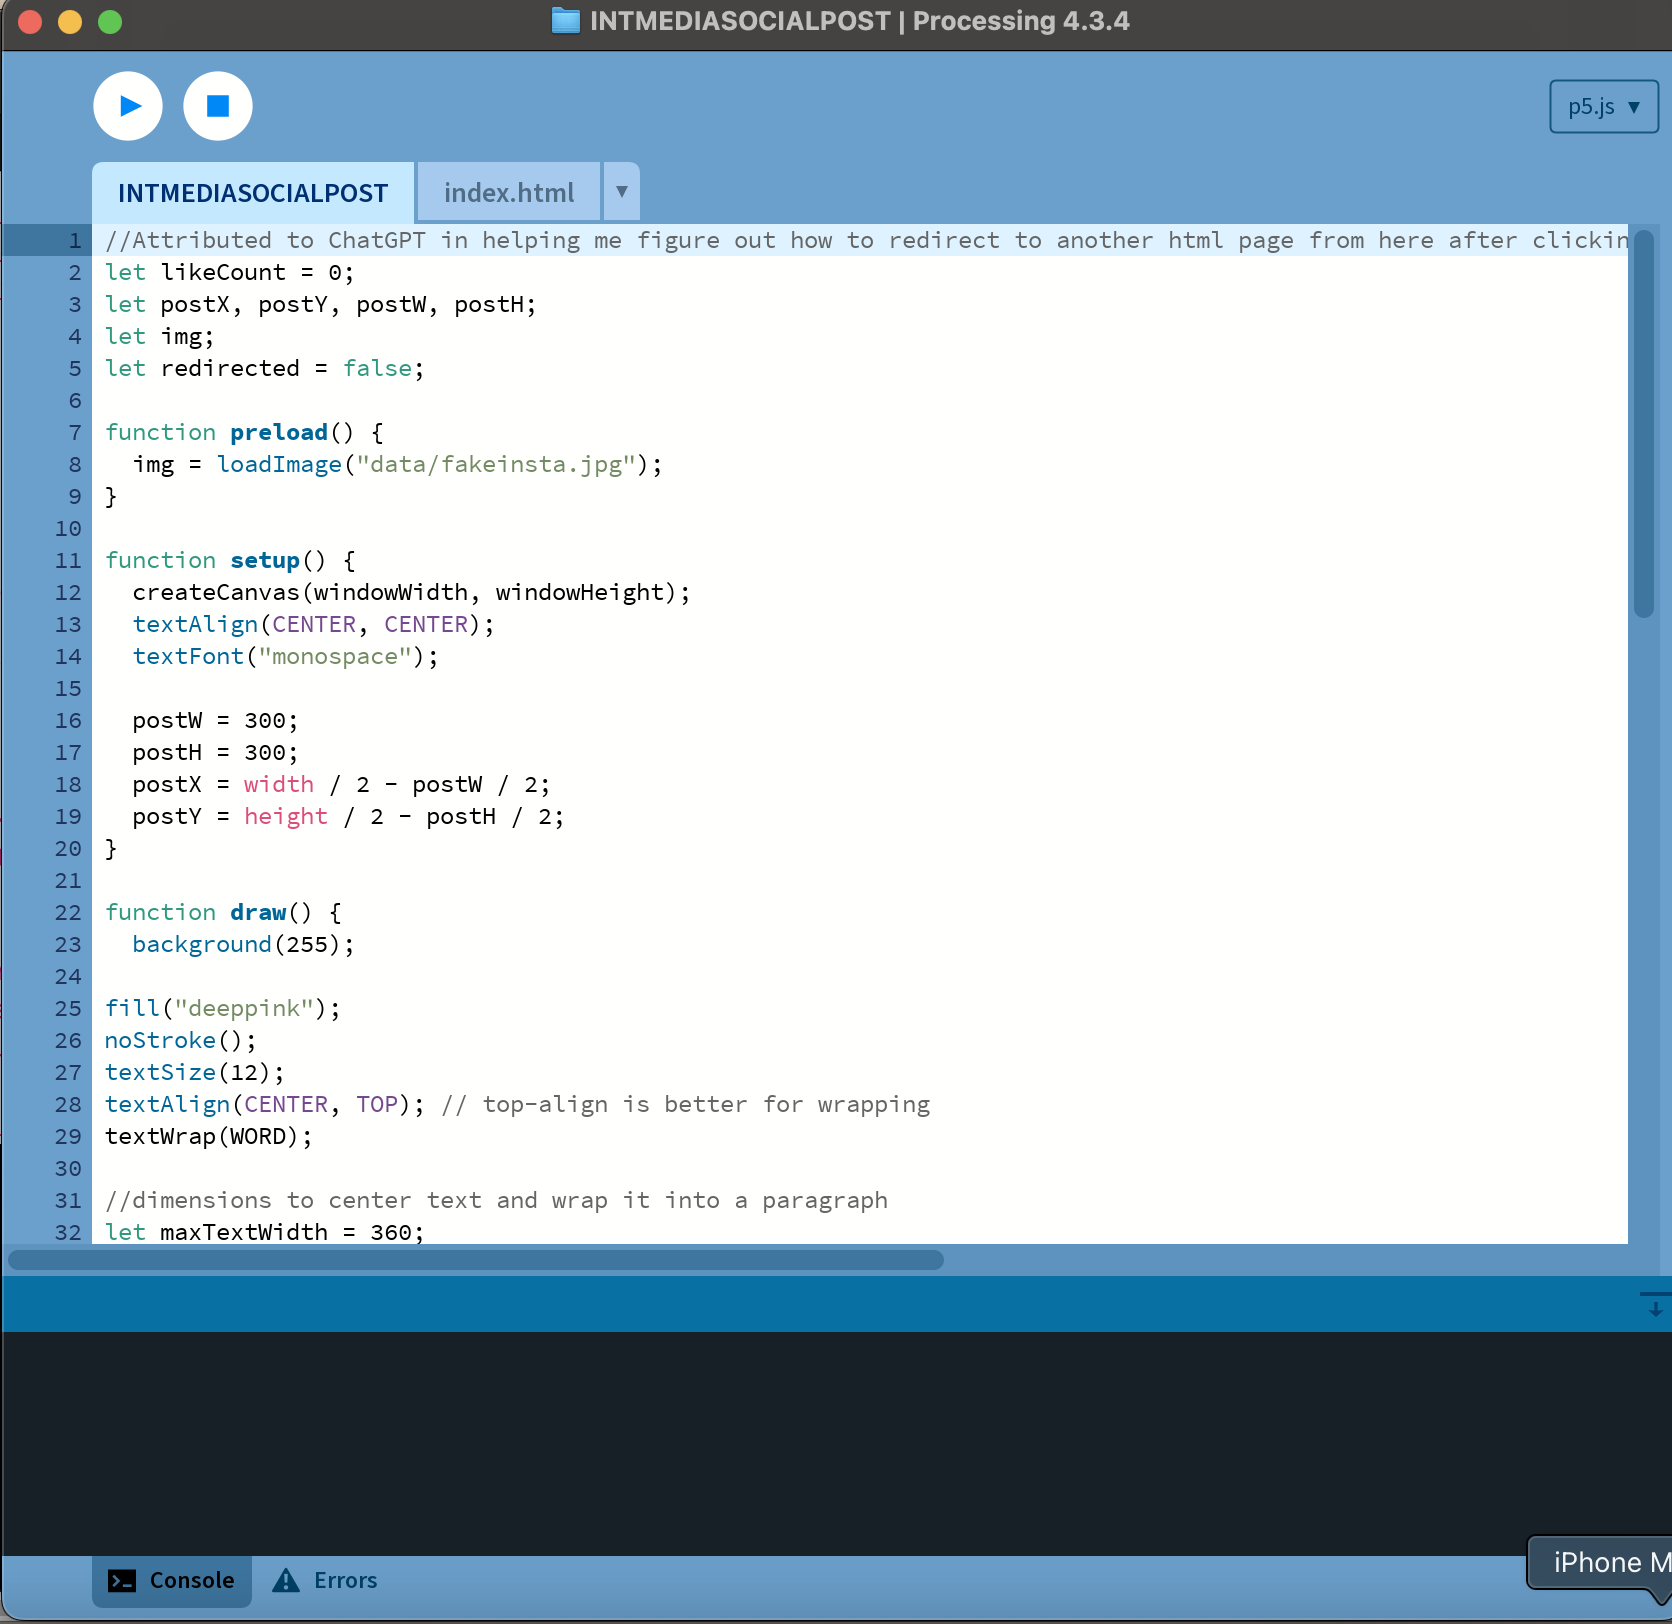 INTMEDIASOCIALPOST | Processing 4.3.4
p5.js ▼
INTMEDIASOCIALPOST index.html ▼
1 //Attributed to ChatGPT in helping me figure out how to redirect to another html page from here after clickin
2 let likeCount = 0;
3 let postX, postY, postW, postH;
4 let img;
5 let redirected = false;
6
7 function preload() {
8   img = loadImage("data/fakeinsta.jpg");
9 }
10
11 function setup() {
12   createCanvas(windowWidth, windowHeight);
13   textAlign(CENTER, CENTER);
14   textFont("monospace");
15
16   postW = 300;
17   postH = 300;
18   postX = width / 2 - postW / 2;
19   postY = height / 2 - postH / 2;
20 }
21
22 function draw() {
23   background(255);
24
25 fill("deeppink");
26 noStroke();
27 textSize(12);
28 textAlign(CENTER, TOP); // top-align is better for wrapping
29 textWrap(WORD);
30
31 //dimensions to center text and wrap it into a paragraph
32 let maxTextWidth = 360;
Console Errors
iPhone M